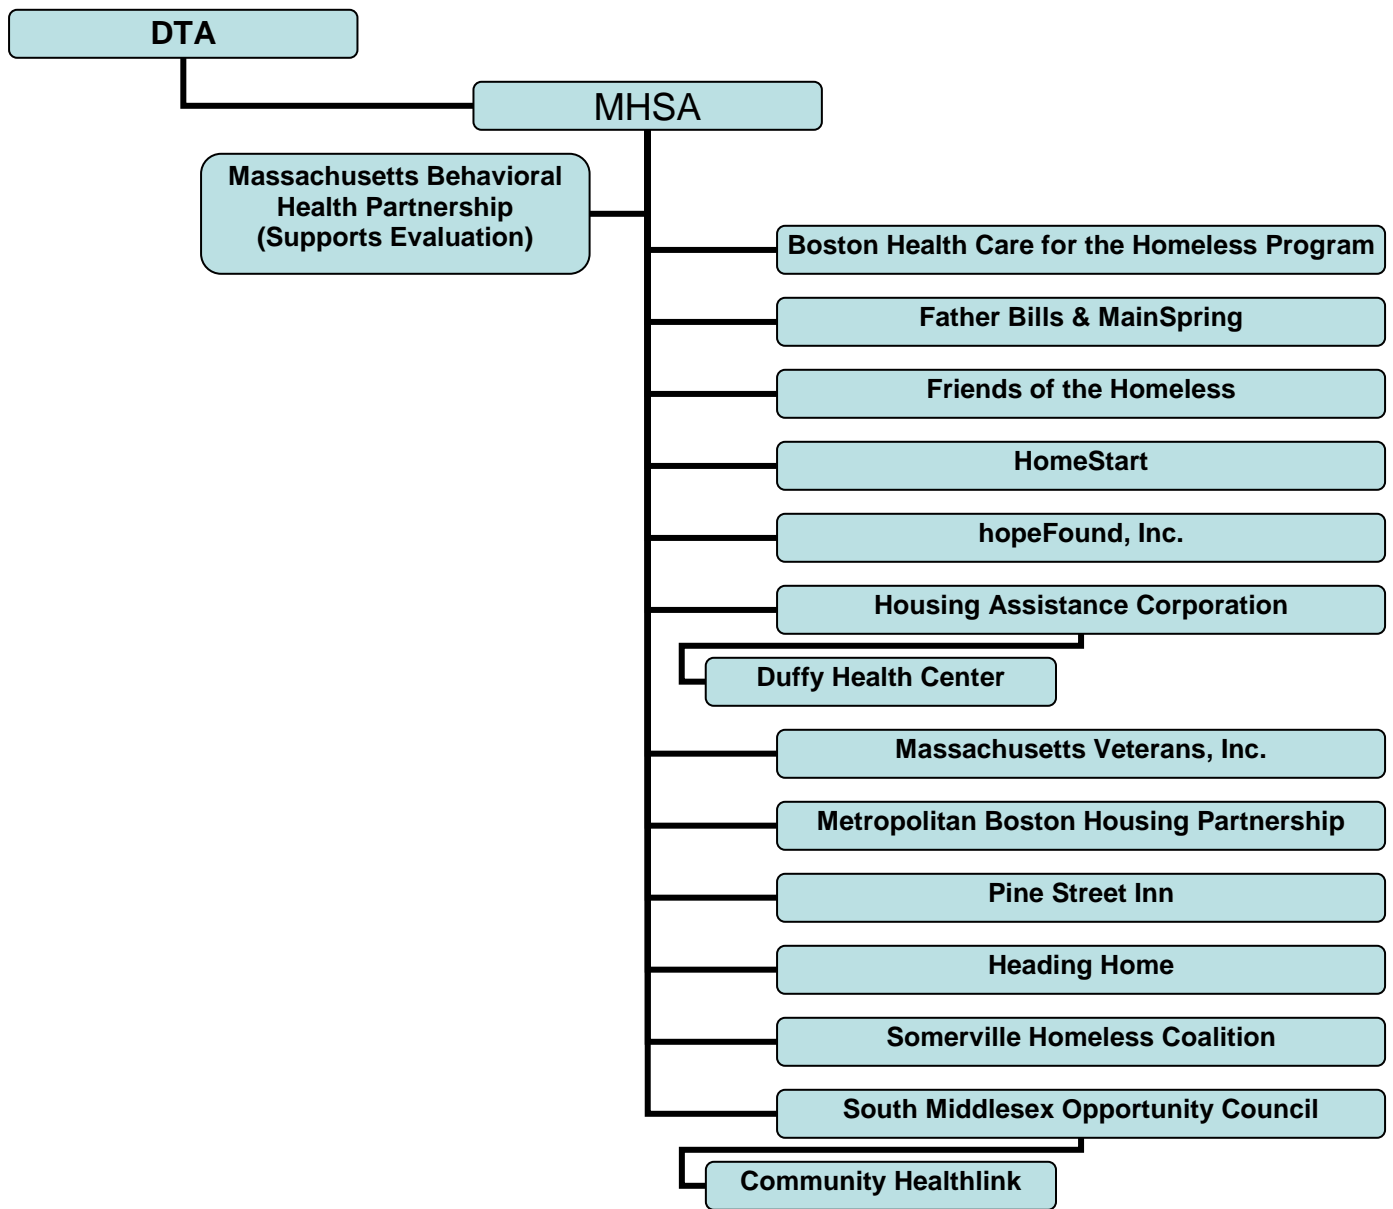 DTA
MHSA
Massachusetts Behavioral
Health Partnership
(Supports Evaluation)
Boston Health Care for the Homeless Program
Father Bills & MainSpring
Friends of the Homeless
HomeStart
hopeFound, Inc.
Housing Assistance Corporation
Duffy Health Center
Massachusetts Veterans, Inc.
Metropolitan Boston Housing Partnership
Pine Street Inn
Heading Home
Somerville Homeless Coalition
South Middlesex Opportunity Council
Community Healthlink